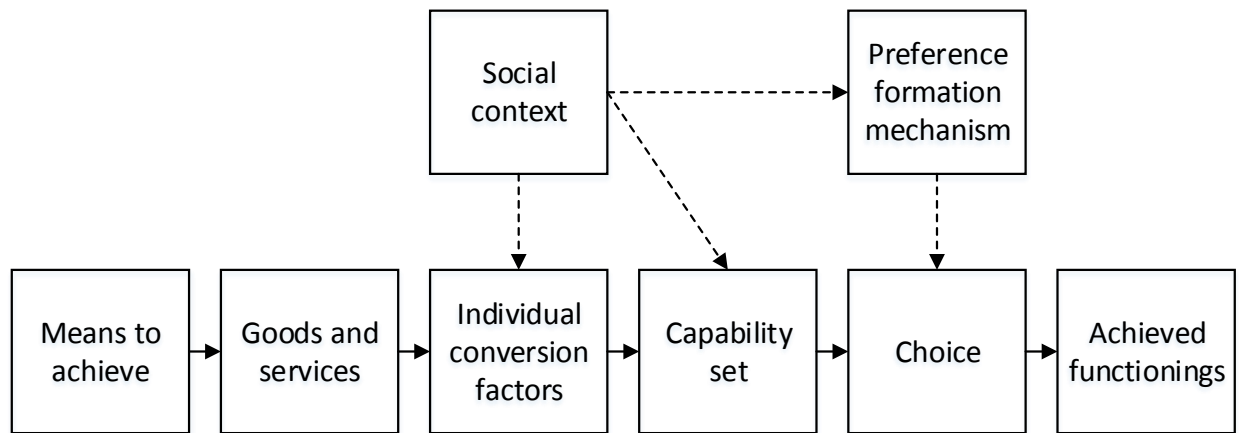 Social
context
Preference
formation
mechanism
Means to
achieve
Goods and
services
Individual
conversion
factors
Capability
set
Choice
Achieved
functionings